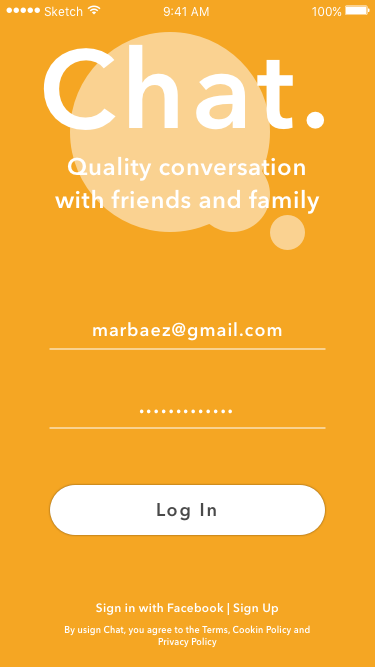 ●●●●● Sketch 9:41 AM 100%
Chat.
Quality conversation
with friends and family
marbaez@gmail.com
•••••••••••••
Log In
Sign in with Facebook | Sign Up
By usign Chat, you agree to the Terms, Cookin Policy and
Privacy Policy